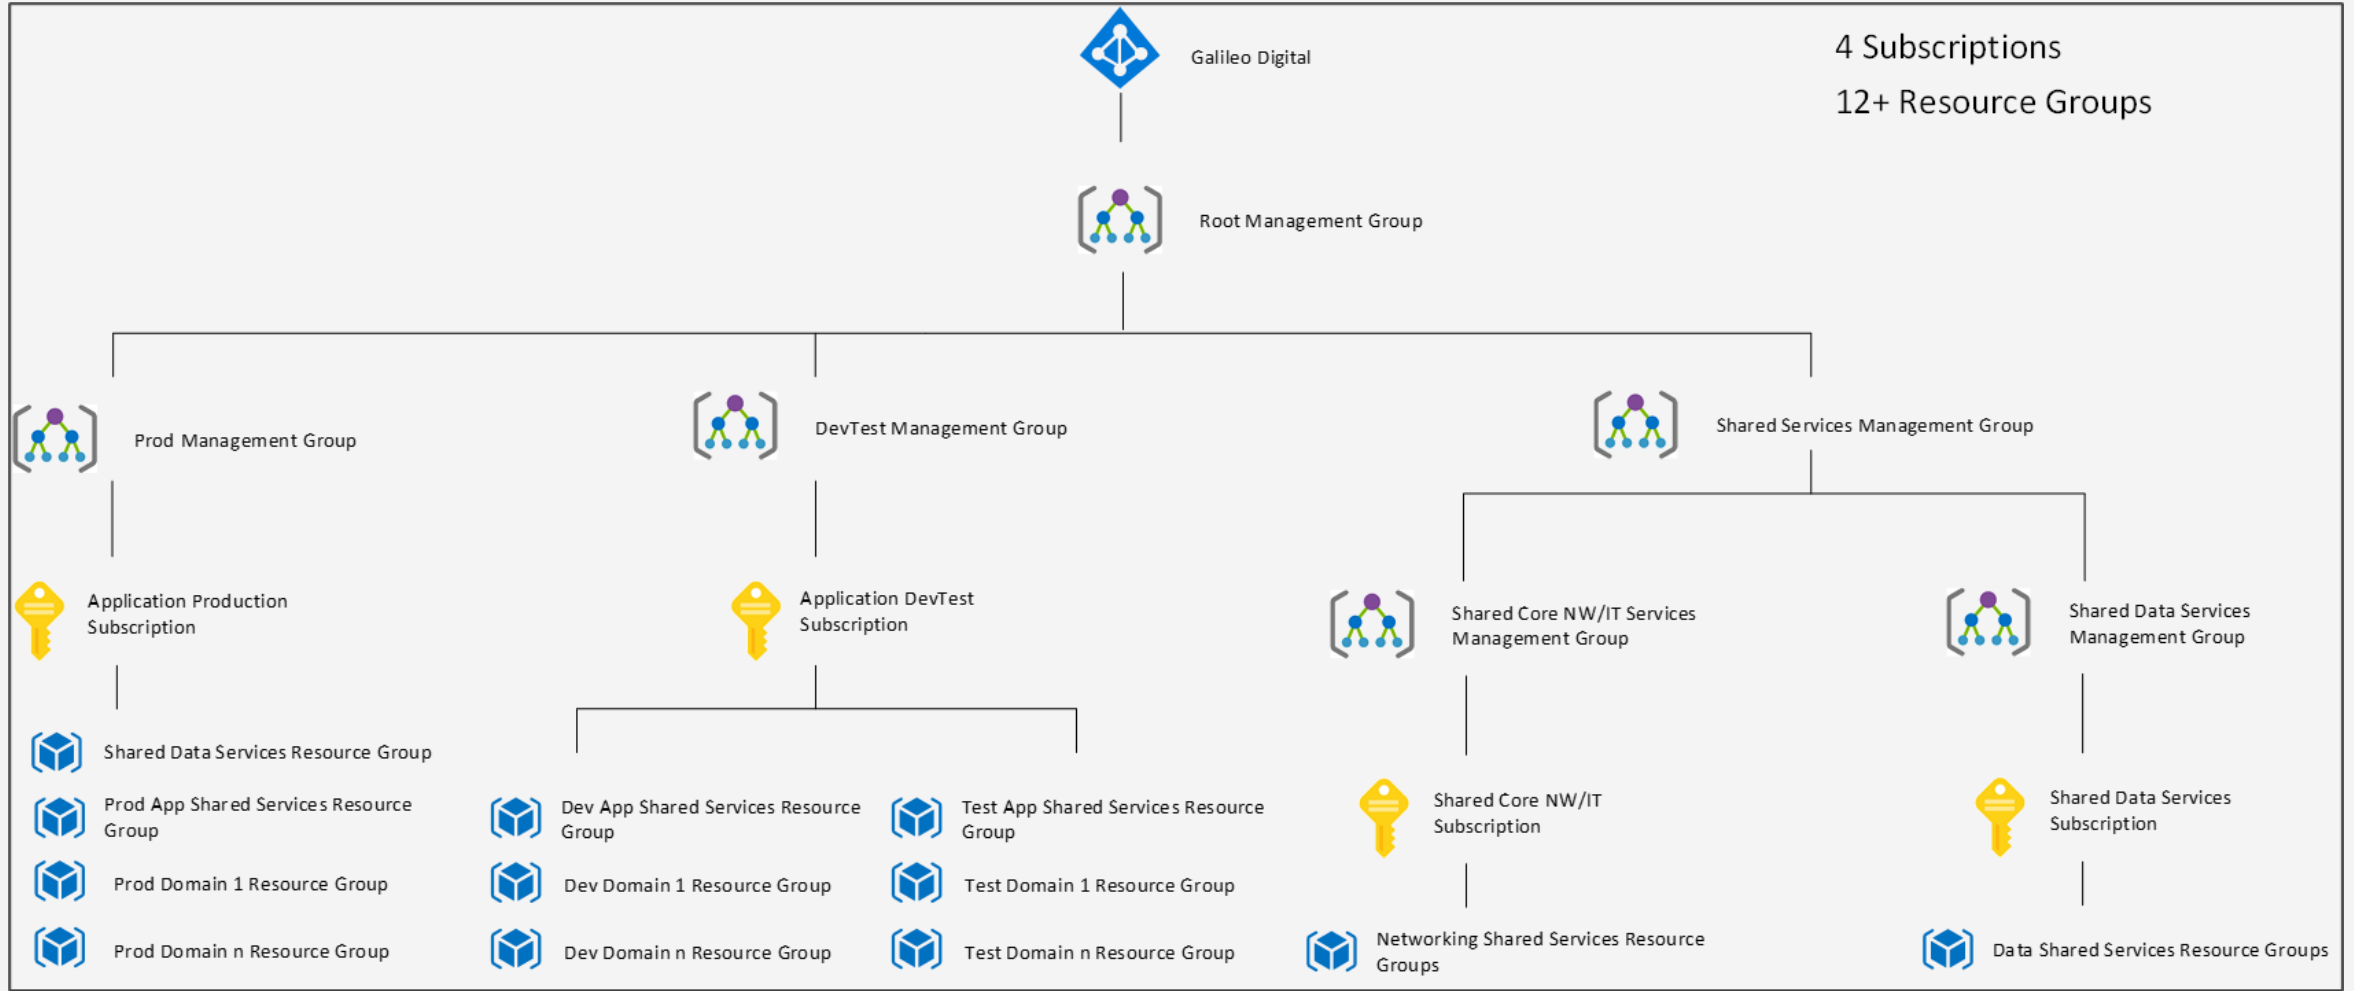 Galileo Digital
4 Subscriptions
12+ Resource Groups
Root Management Group
Prod Management Group
DevTest Management Group
Shared Services Management Group
Application Production
Subscription
Application DevTest
Subscription
Shared Core NW/IT Services
Management Group
Shared Data Services
Management Group
Shared Data Services Resource Group
Prod App Shared Services Resource
Group
Prod Domain 1 Resource Group
Prod Domain n Resource Group
Dev App Shared Services Resource
Group
Dev Domain 1 Resource Group
Dev Domain n Resource Group
Test App Shared Services Resource
Group
Test Domain 1 Resource Group
Test Domain n Resource Group
Shared Core NW/IT
Subscription
Networking Shared Services Resource
Groups
Shared Data Services
Subscription
Data Shared Services Resource Groups